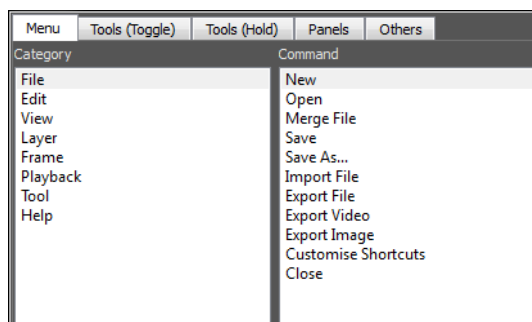 Menu Tools (Toggle) Tools (Hold) Panels Others
Category Command
File New
Edit Open
View Merge File
Layer Save
Frame Save As...
Playback Import File
Tool Export File
Help Export Video
Export Image
Customise Shortcuts
Close